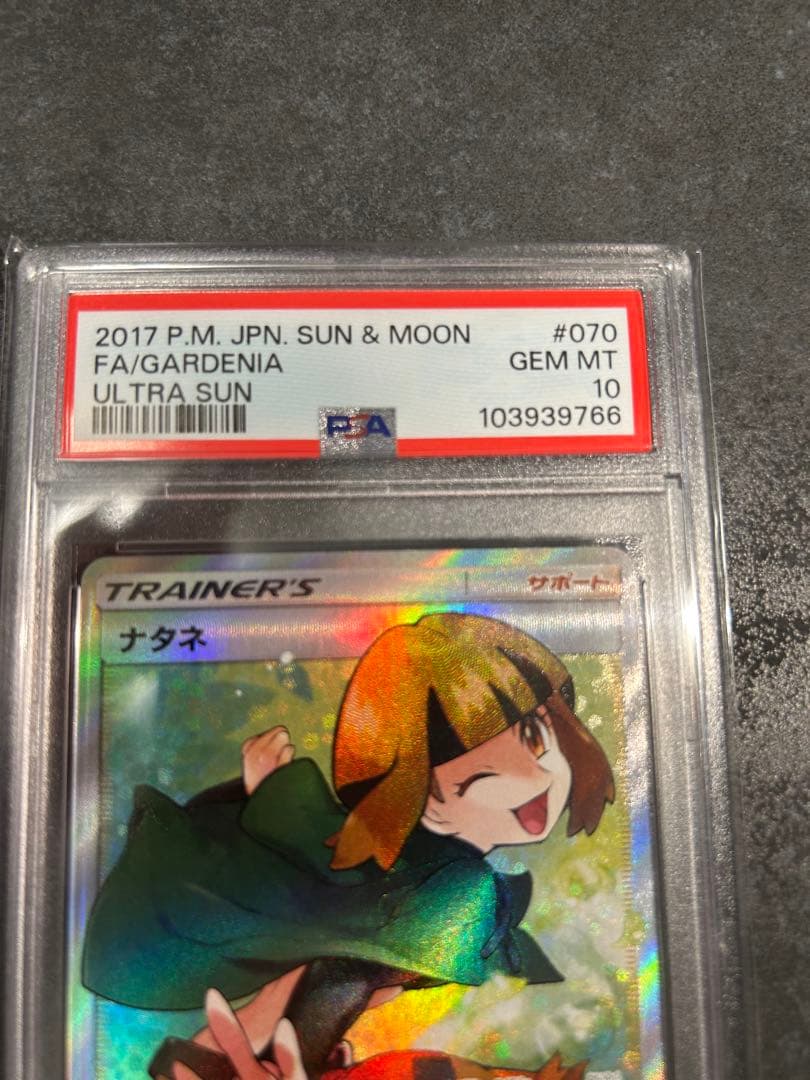 2017 P.M. JPN. SUN & MOON #070
FA/GARDENIA GEM MT
ULTRA SUN 10
PSA 103939766
TRAINER'S サポート
ナタネ